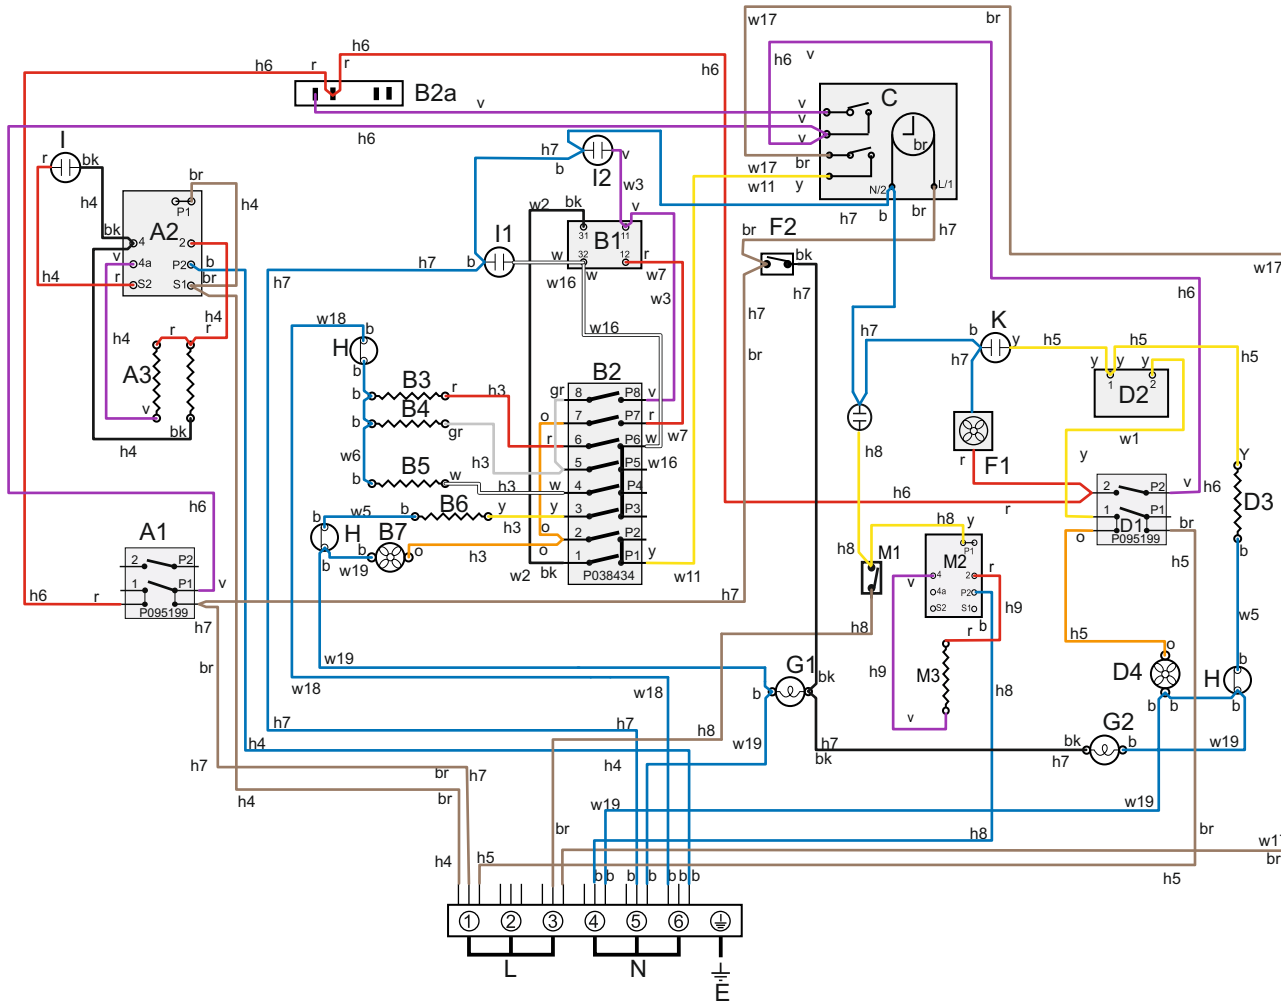 w17 br
h6 v
h6 h6
h6 r r
B2a
v C v
v
h6 v
br
w17 br
w11 y
N/2 L/1
I r bk
h7 I2
b v
w3
br
P1
h4 h4
A2
bk 4 2
v 4a P2 b
h4 r S2 S1 br
h4
w2 bk v
31 B1 11
32 12 r
I1 w
b w w7
w16 w3
h7
h7
h7 b br h7
F2
br bk
h7
h7
w17
h6
h4 r r
A3
v bk
h4
w18
b
H
b
w16
br
h7 b K y h5 h5
h7 h5
y y y
1 2
D2
w1
B3 r h3
b
B4 gr
b
w6
B5 w h3
b
B2
gr 8 P8 v
o 7 P7 r
w7
r 6 P6 w
h3 5 P5 w16
w 4 P4
3 P3
o 2 P2
o
bk 1 P1 y
w2 w11
P038434
B6 y y
b w5 b h3
H B7
b b o h3
w19
h8
F1
r
h6 r
y
2 P2 v h6
1 P1 br
D1
o P095199
h5
Y
D3
b
w5
h6
A1
2 P2
1 P1 v
r P095199
h6
h7
br
h7
h8 y
h8 M1 P1
M2
v 4 2 r
4a P2
S2 S1 b
h9
h8
r
M3
h9 h8
v
h5 o
D4
b b
b
H
b
w19 G1
w18 b bk
w18
h7 h7 h8
h4 w19 h7
bk
bk G2 b
h7 w19
h7 br h7 h4
h4 br
w19 w19
br h8 br
w17
br
h4 h5 h5
b b b b b b b
1 2 3 4 5 6
L N E